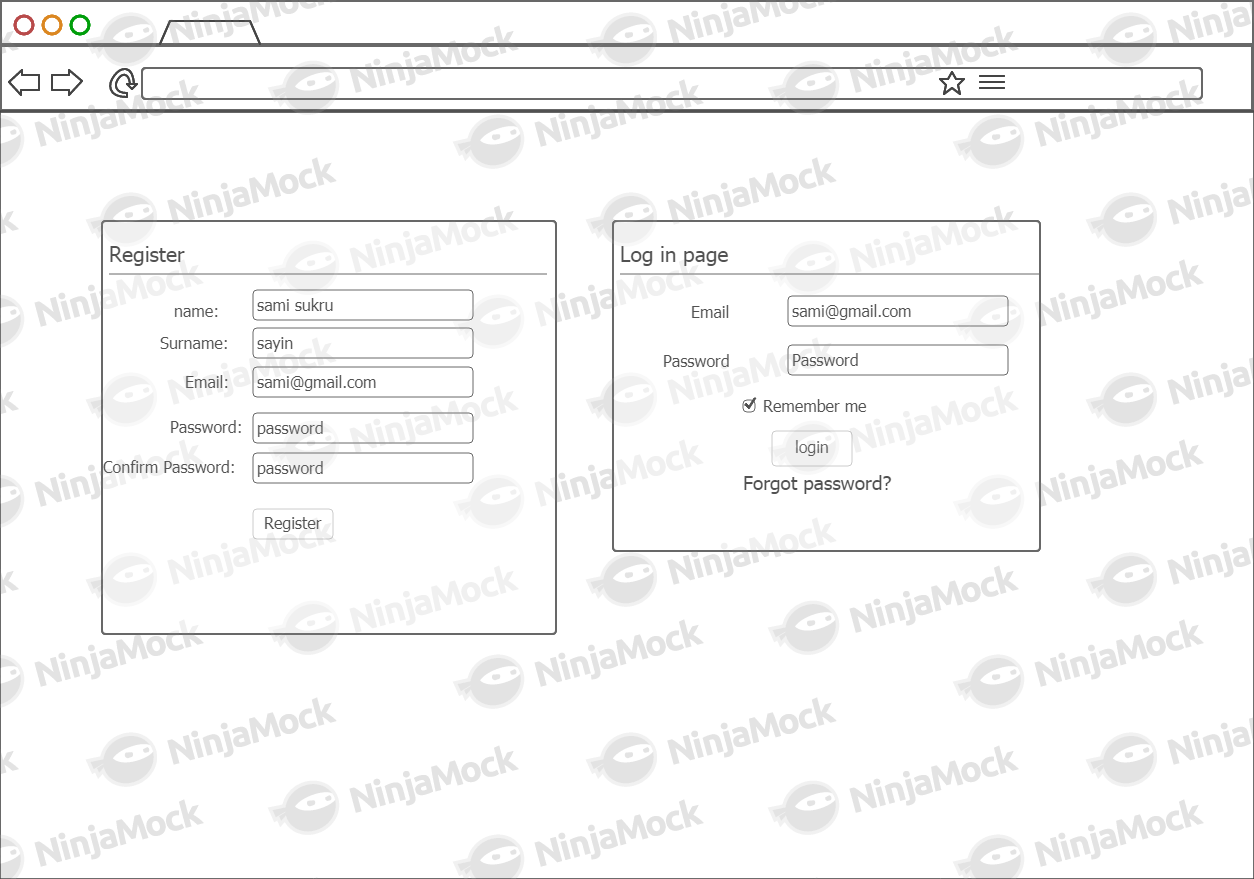 Register
name:
sami sukru
Surname:
sayin
Email:
sami@gmail.com
Password:
password
Confirm Password:
password
Register
Log in page
Email
sami@gmail.com
Password
Password
Remember me
login
Forgot password?
NinjaMock